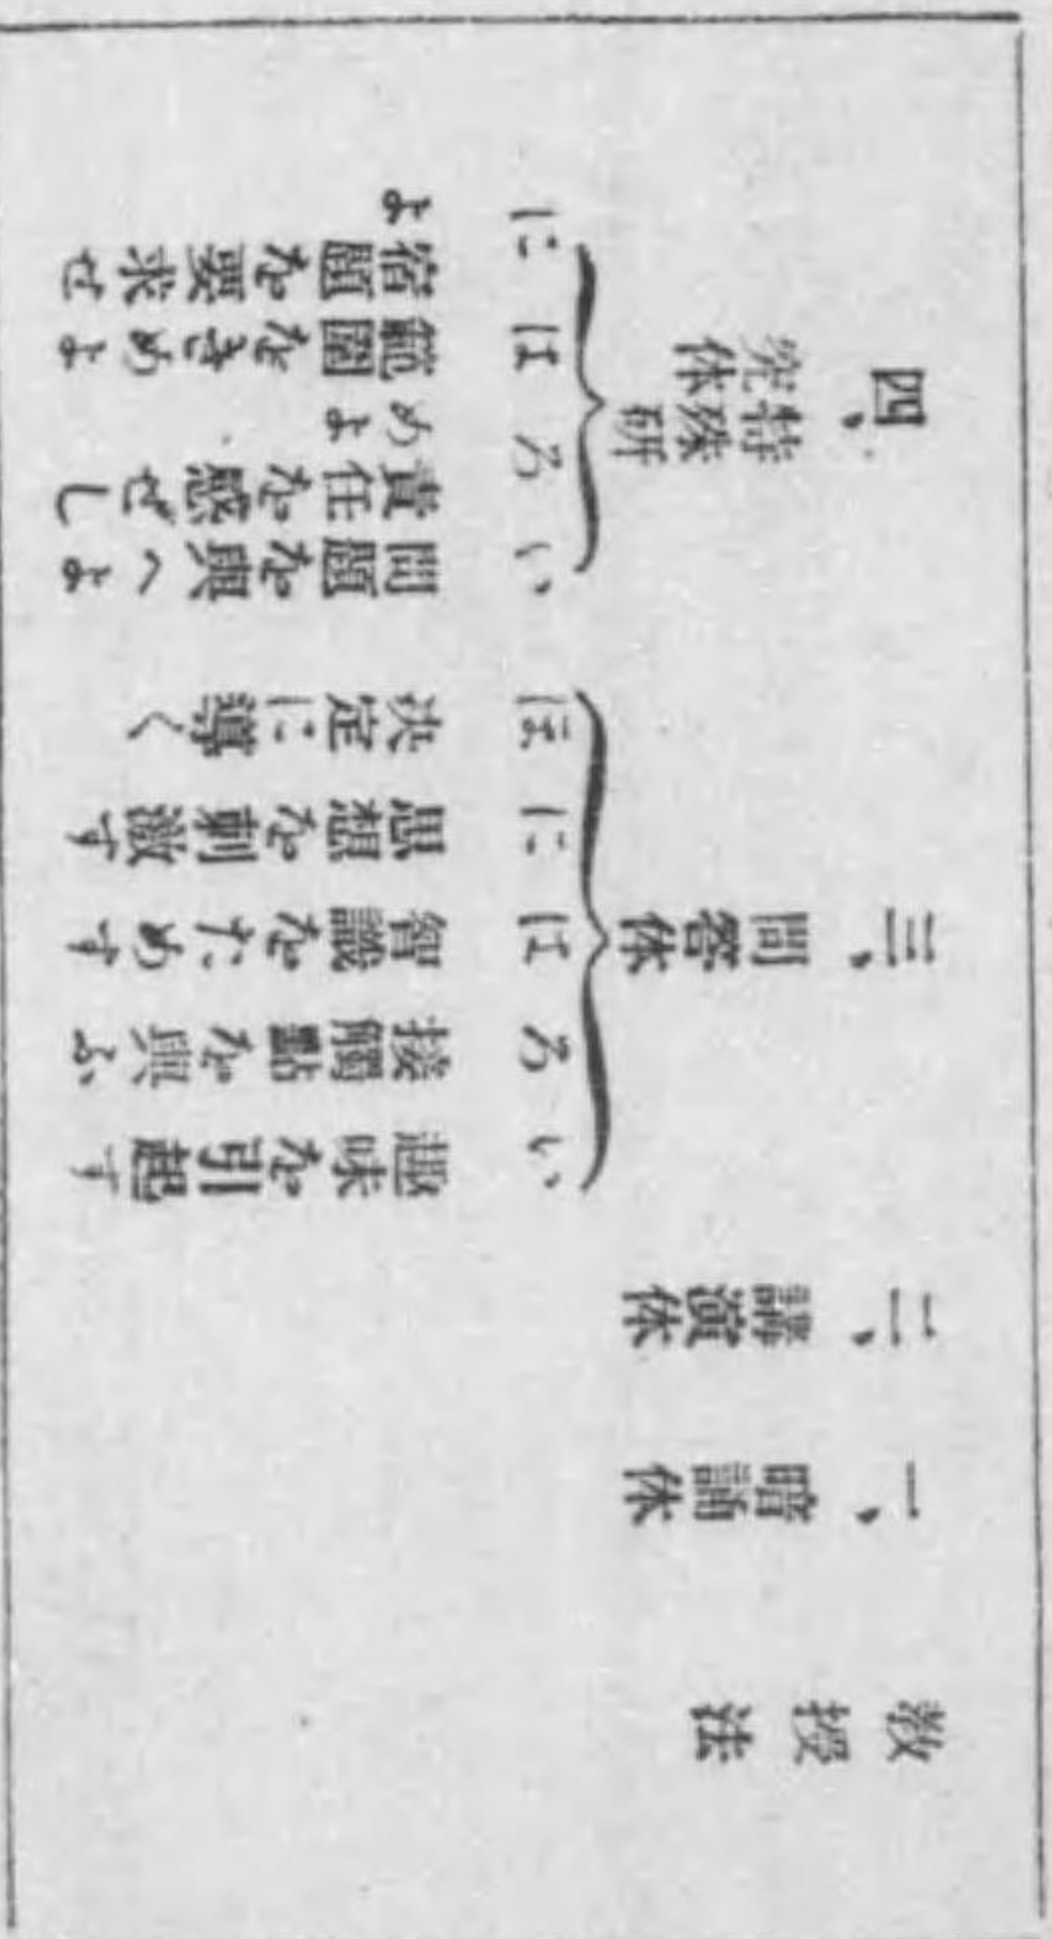 教授法
一、暗誦体
二、講演体
三、問答体
い 趣味を引起す
ろ 接觸點を與ふ
は 智識をためす
に 思想を刺激す
ほ 決定に導く
四、特殊研
究体
い 問題を與へよ
ろ 責任を感ぜし
めよ
は 範圍をきめよ
に 宿題を要求せ
よ